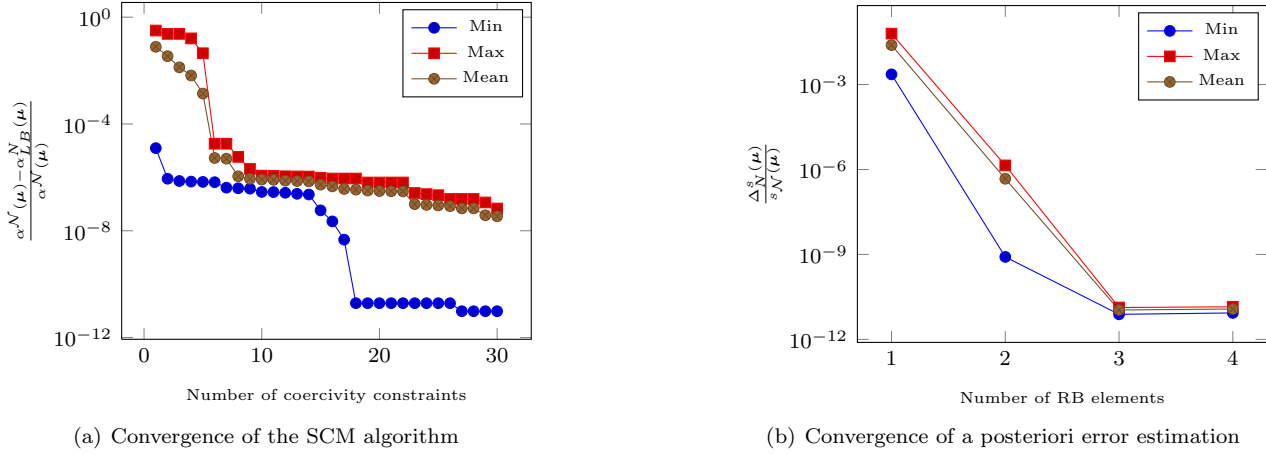 10^0
10^−4
10^−8
10^−12
0
10
20
30
Min
Max
Mean
α^𝒩(μ)−α^N_LB(μ)
α^𝒩(μ)
Number of coercivity constraints
(a) Convergence of the SCM algorithm
10^−3
10^−6
10^−9
10^−12
1
2
3
4
Min
Max
Mean
Δ^s_N(μ)
s^𝒩(μ)
Number of RB elements
(b) Convergence of a posteriori error estimation